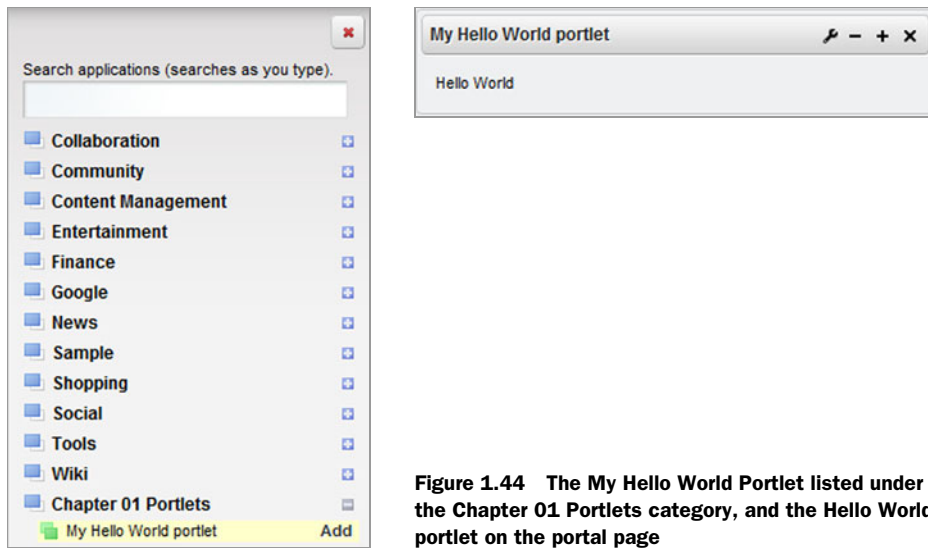 Search applications (searches as you type).
Collaboration
Community
Content Management
Entertainment
Finance
Google
News
Sample
Shopping
Social
Tools
Wiki
Chapter 01 Portlets
My Hello World portlet Add
My Hello World portlet
Hello World
Figure 1.44 The My Hello World Portlet listed under
the Chapter 01 Portlets category, and the Hello World
portlet on the portal page